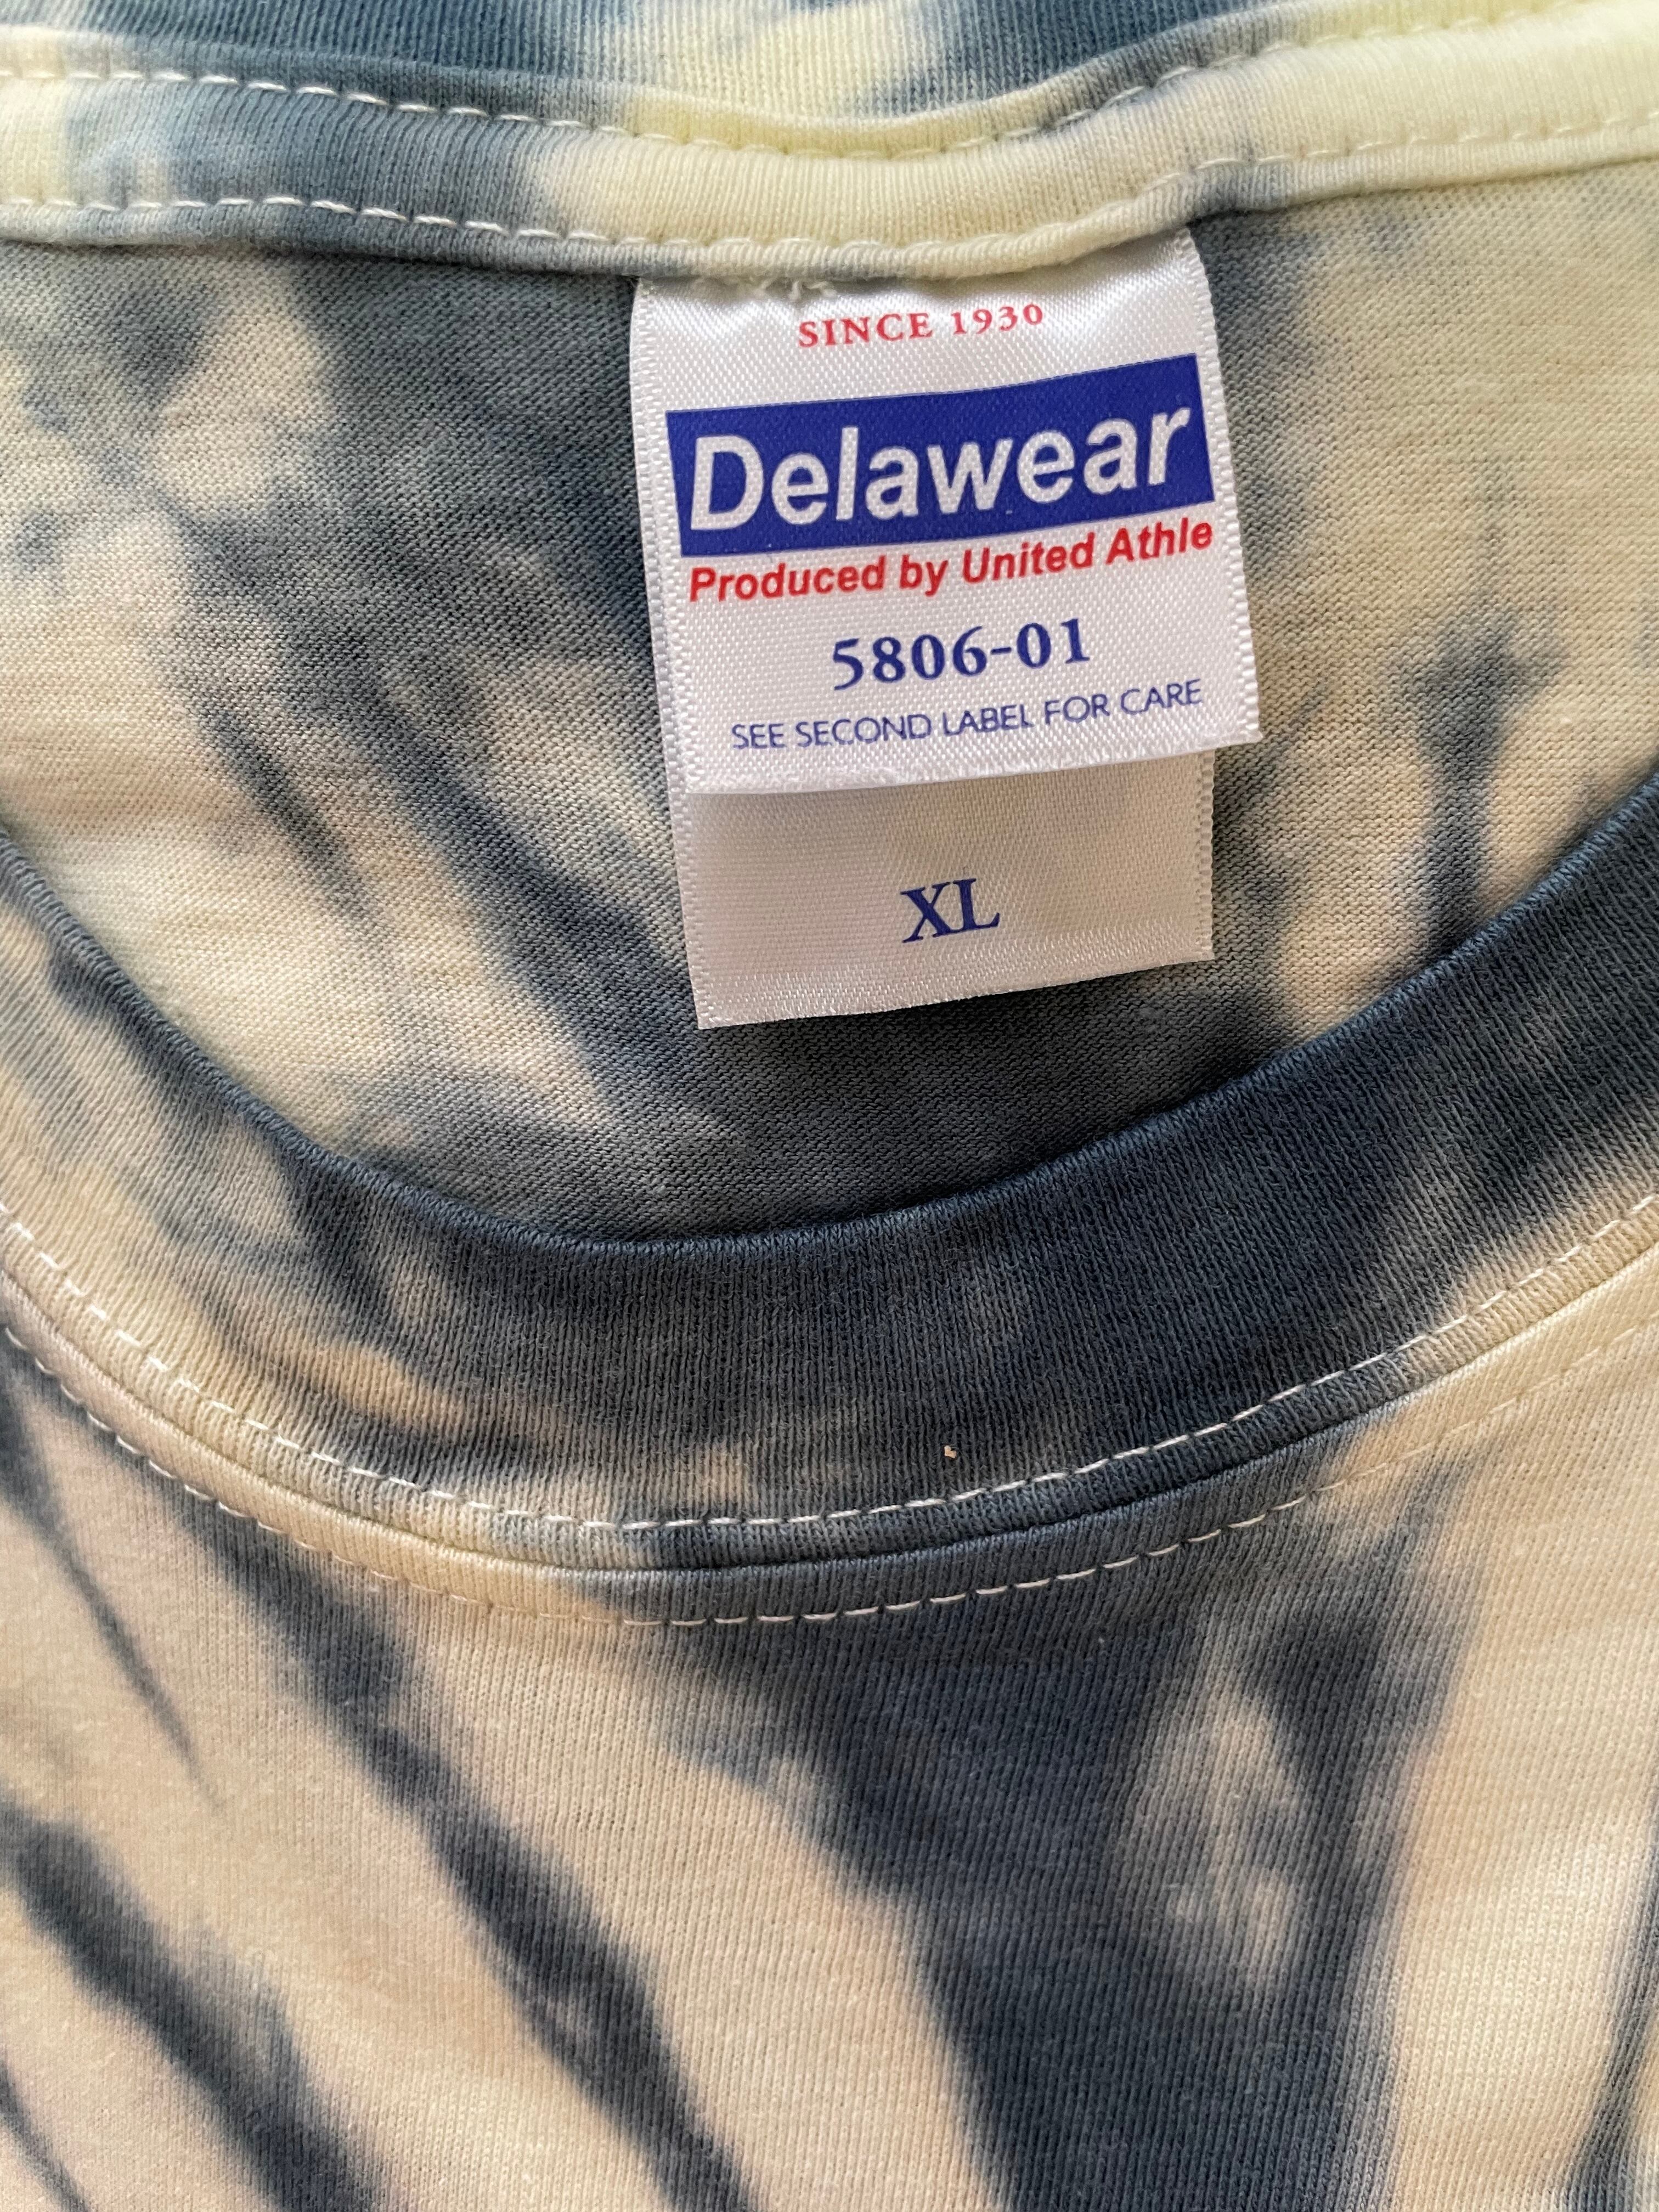 SINCE 1930
Delawear
Produced by United Athle
5806-01
SEE SECOND LABEL FOR CARE
XL